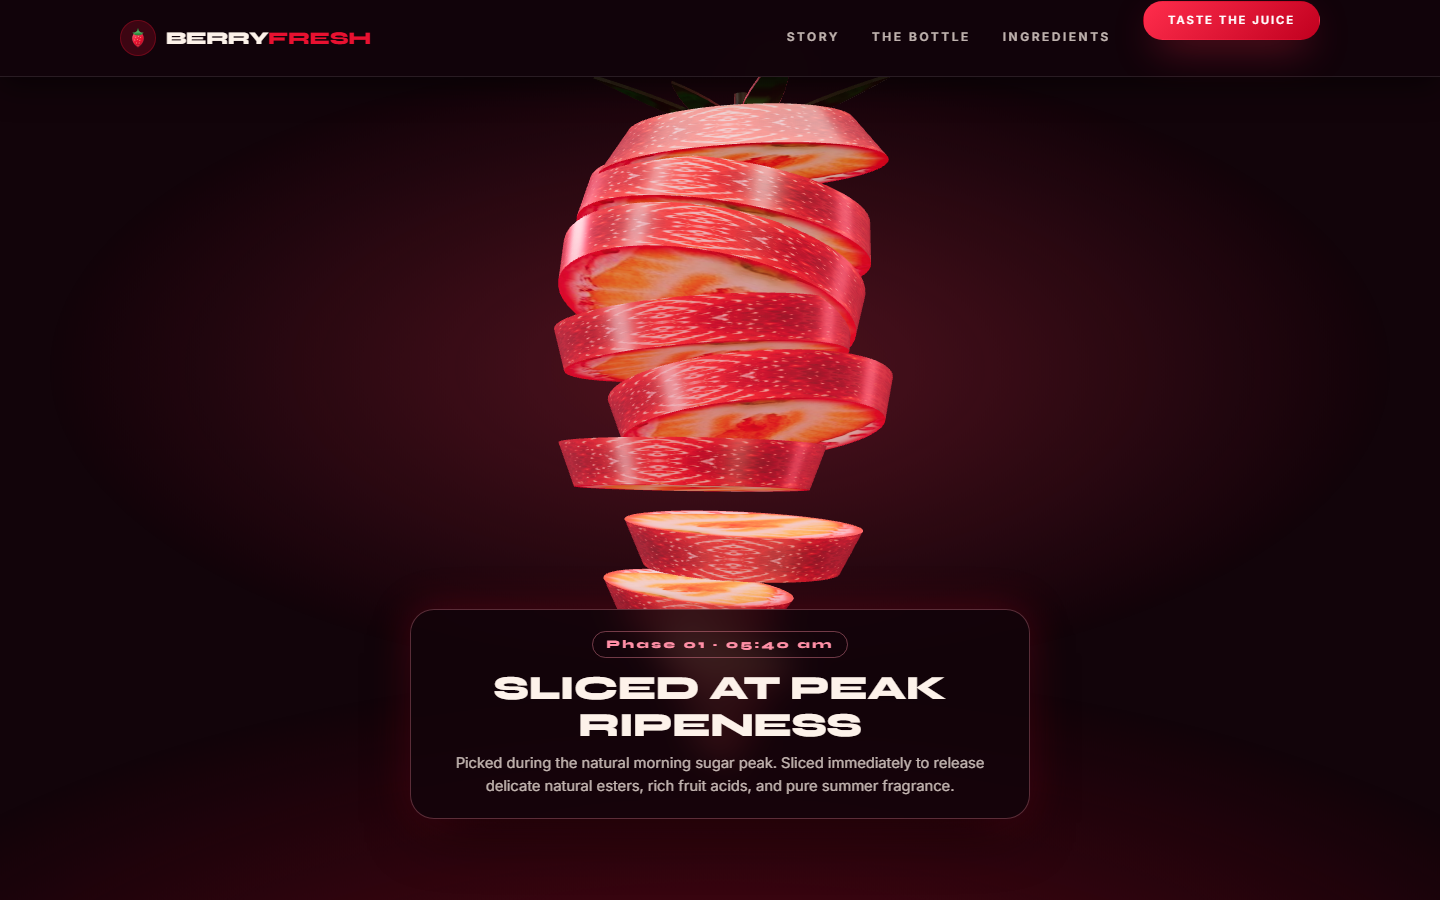 BERRYFRESH
STORY
THE BOTTLE
INGREDIENTS
TASTE THE JUICE
Phase 01 · 05:40 am
SLICED AT PEAK
RIPENESS
Picked during the natural morning sugar peak. Sliced immediately to release
delicate natural esters, rich fruit acids, and pure summer fragrance.